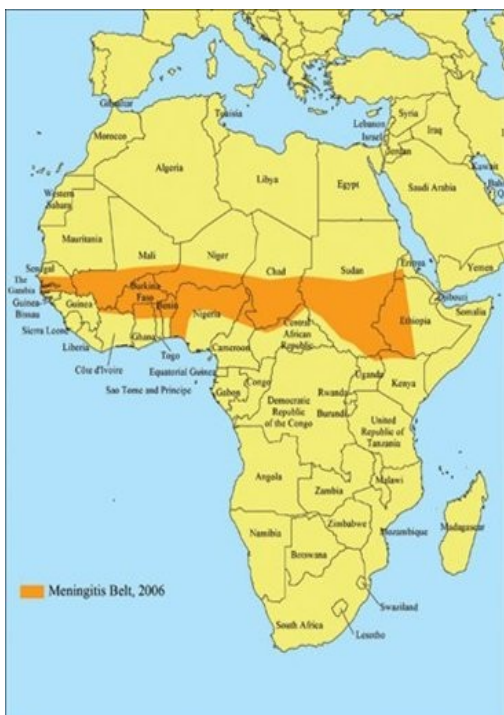 Gibraltar
Tunisia
Morocco
Lebanon
Israel
Syria
Iraq
Jordan
Kuwait
Algeria
Libya
Egypt
Saudi Arabia
Western
Sahara
Mauritania
Mali
Niger
Chad
Sudan
Eritrea
Yemen
Senegal
The Gambia
Guinea
Bissau
Guinea
Burkina
Faso
Benin
Nigeria
Djibouti
Somalia
Ethiopia
Sierra Leone
Liberia
Côte d'Ivoire
Ghana
Togo
Cameroon
Central
African
Republic
Equatorial Guinea
Sao Tome and Principe
Gabon
Congo
Democratic
Republic
of the Congo
Uganda
Kenya
Rwanda
Burundi
United
Republic of
Tanzania
Angola
Zambia
Malawi
Zimbabwe
Mozambique
Madagascar
Namibia
Botswana
Swaziland
South Africa
Lesotho
Meningitis Belt, 2006